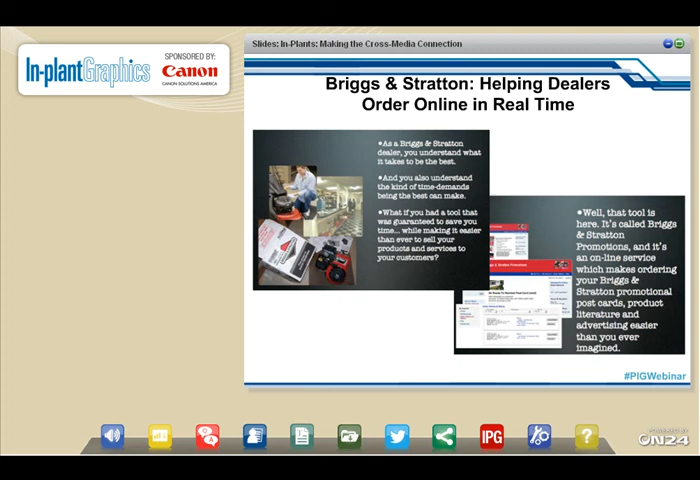 In-plantGraphics
SPONSORED BY:
Canon
CANON SOLUTIONS AMERICA
Slides: In-Plants: Making the Cross-Media Connection
Briggs & Stratton: Helping Dealers
Order Online in Real Time
•As a Briggs & Stratton
dealer, you understand what
it takes to be the best.
•And you also understand
the kind of time-demands
being the best can make.
•What if you had a tool that
was guaranteed to save you
time... while making it easier
than ever to sell your
products and services to
your customers?
•Well, that tool is
here. It's called Briggs
& Stratton
Promotions, and it's
an on-line service
which makes ordering
your Briggs &
Stratton promotional
post cards, product
literature and
advertising easier
than you ever
imagined.
#PIGWebinar
Q
A
IPG
?
POWERED BY
ON24